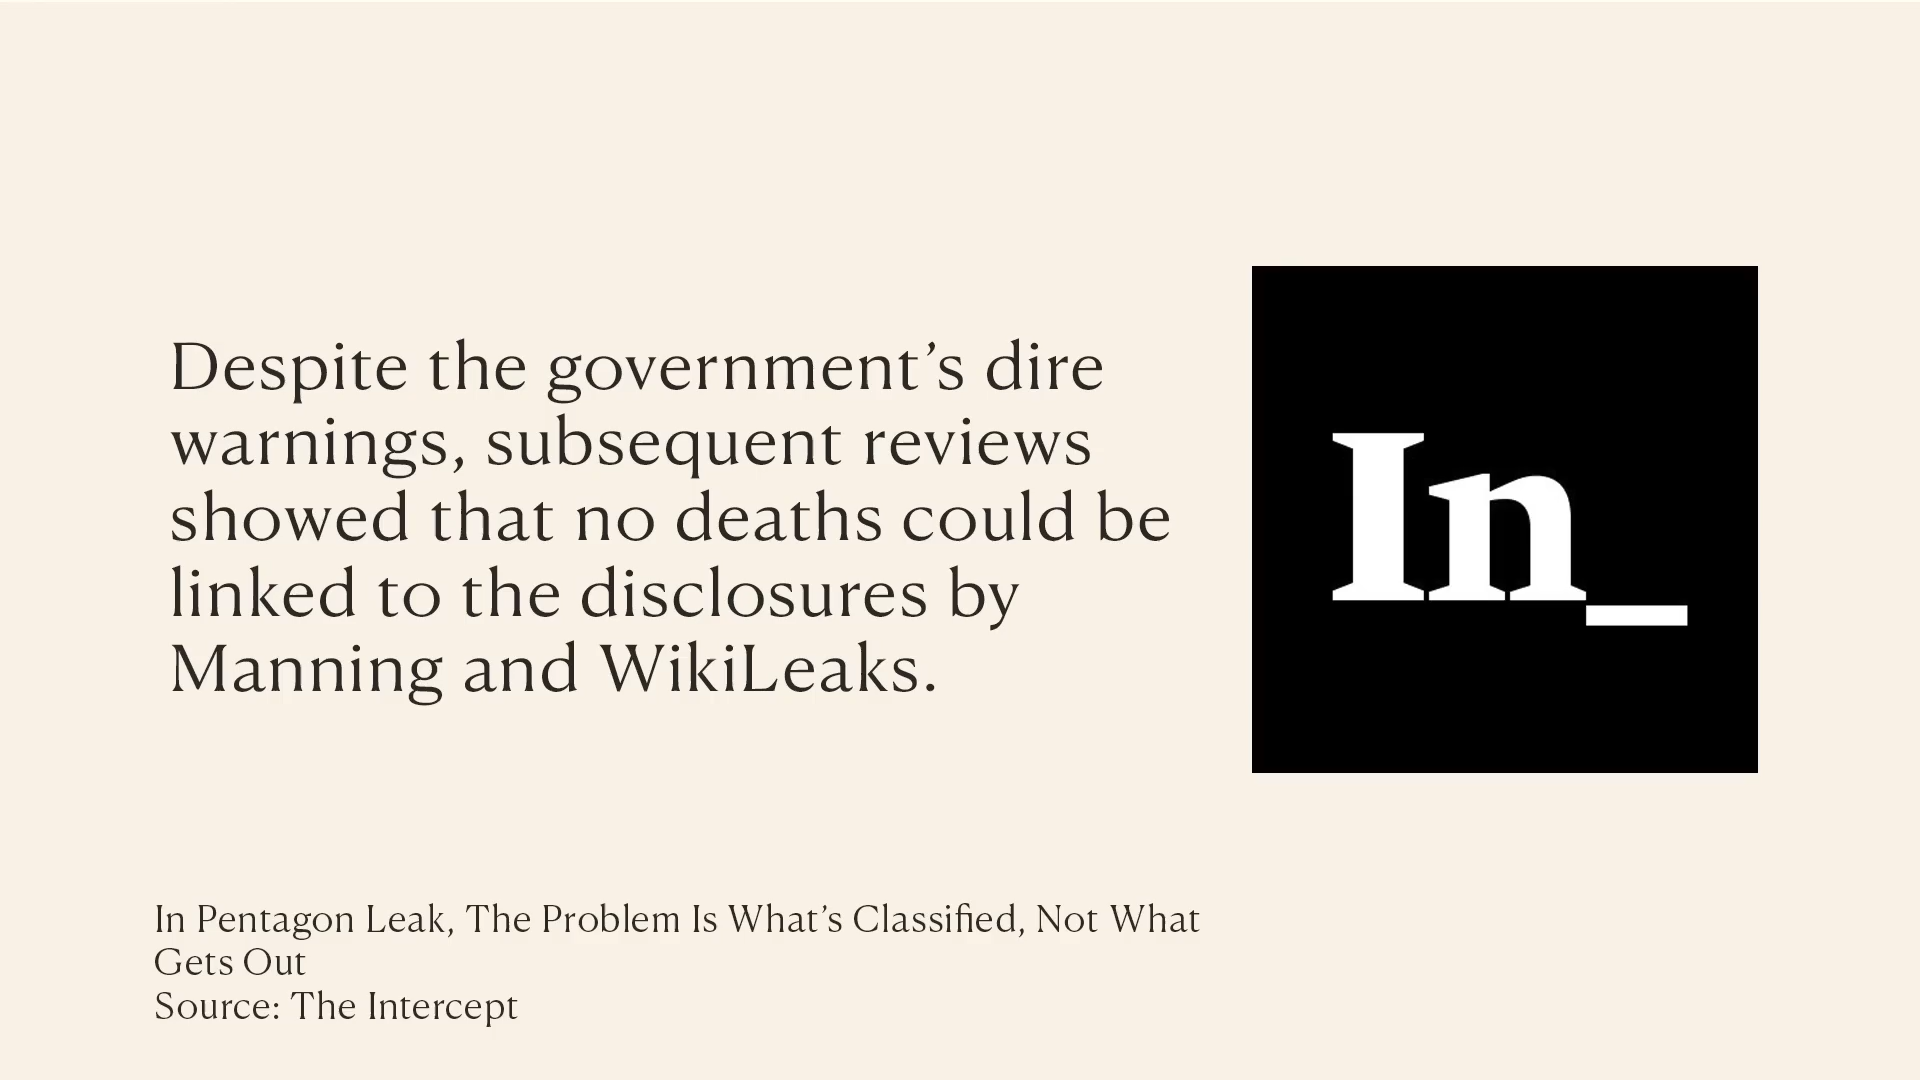 Despite the government’s dire
warnings, subsequent reviews
showed that no deaths could be
linked to the disclosures by
Manning and WikiLeaks.
In_
In Pentagon Leak, The Problem Is What’s Classified, Not What
Gets Out
Source: The Intercept